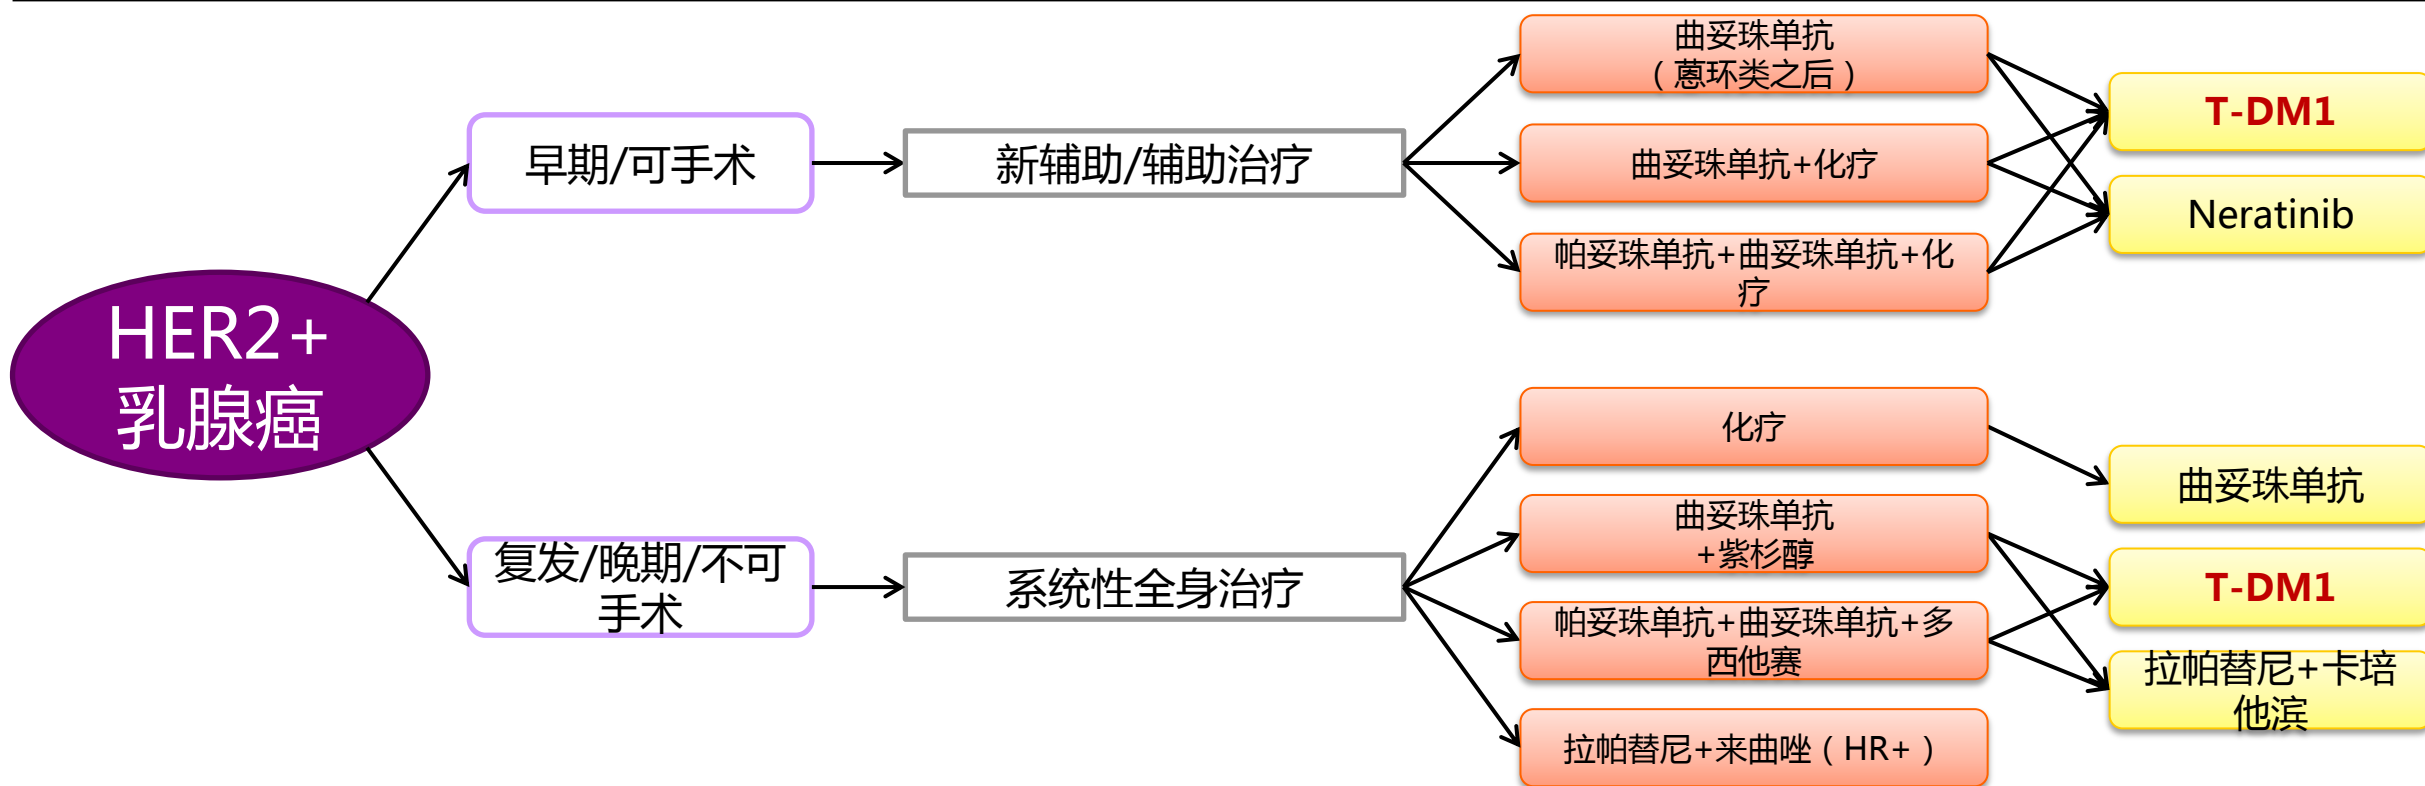 HER2+
乳腺癌
早期/可手术
新辅助/辅助治疗
曲妥珠单抗
（蒽环类之后）
曲妥珠单抗+化疗
帕妥珠单抗+曲妥珠单抗+化
疗
T-DM1
Neratinib
复发/晚期/不可
手术
系统性全身治疗
化疗
曲妥珠单抗
+紫杉醇
帕妥珠单抗+曲妥珠单抗+多
西他赛
拉帕替尼+来曲唑（HR+）
曲妥珠单抗
T-DM1
拉帕替尼+卡培
他滨